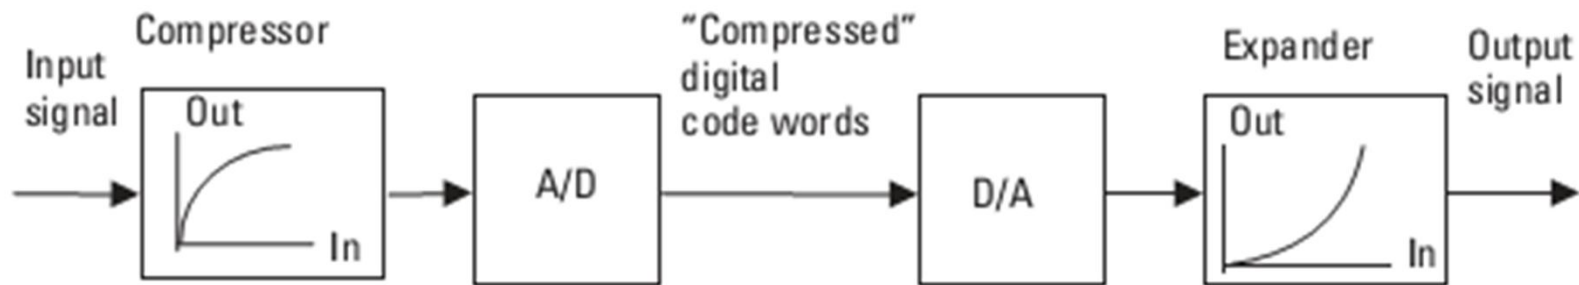 Input
signal
Compressor
Out
In
A/D
“Compressed”
digital
code words
D/A
Expander
Out
In
Output
signal